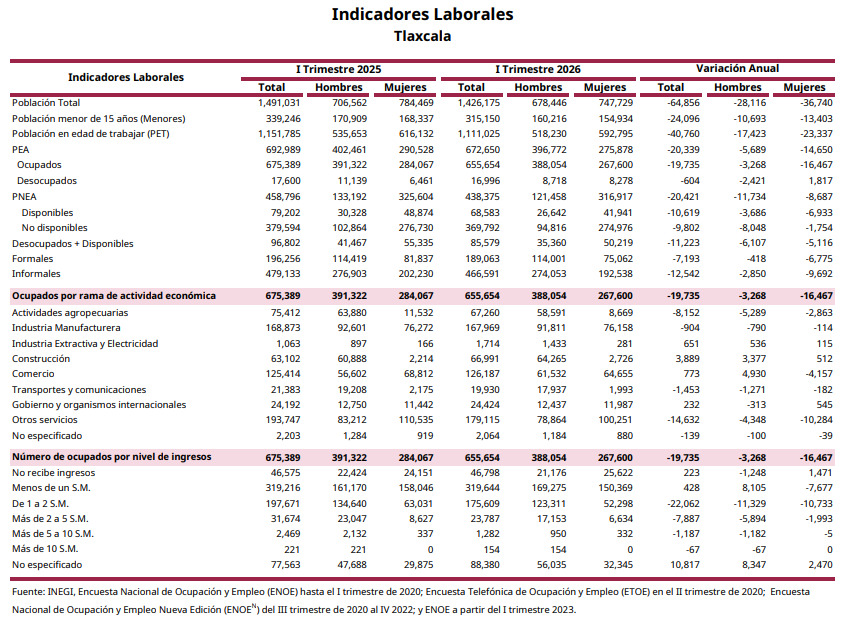 Indicadores Laborales
Tlaxcala
Indicadores Laborales I Trimestre 2025 I Trimestre 2026 Variación Anual
Total Hombres Mujeres Total Hombres Mujeres Total Hombres Mujeres
Población Total 1,491,031 706,562 784,469 1,426,175 678,446 747,729 -64,856 -28,116 -36,740
Población menor de 15 años (Menores) 339,246 170,909 168,337 315,150 160,216 154,934 -24,096 -10,693 -13,403
Población en edad de trabajar (PET) 1,151,785 535,653 616,132 1,111,025 518,230 592,795 -40,760 -17,423 -23,337
PEA 692,989 402,461 290,528 672,650 396,772 275,878 -20,339 -5,689 -14,650
Ocupados 675,389 391,322 284,067 655,654 388,054 267,600 -19,735 -3,268 -16,467
Desocupados 17,600 11,139 6,461 16,996 8,718 8,278 -604 -2,421 1,817
PNEA 458,796 133,192 325,604 438,375 121,458 316,917 -20,421 -11,734 -8,687
Disponibles 79,202 30,328 48,874 68,583 26,642 41,941 -10,619 -3,686 -6,933
No disponibles 379,594 102,864 276,730 369,792 94,816 274,976 -9,802 -8,048 -1,754
Desocupados + Disponibles 96,802 41,467 55,335 85,579 35,360 50,219 -11,223 -6,107 -5,116
Formales 196,256 114,419 81,837 189,063 114,001 75,062 -7,193 -418 -6,775
Informales 479,133 276,903 202,230 466,591 274,053 192,538 -12,542 -2,850 -9,692
Ocupados por rama de actividad económica 675,389 391,322 284,067 655,654 388,054 267,600 -19,735 -3,268 -16,467
Actividades agropecuarias 75,412 63,880 11,532 67,260 58,591 8,669 -8,152 -5,289 -2,863
Industria Manufacturera 168,873 92,601 76,272 167,969 91,811 76,158 -904 -790 -114
Industria Extractiva y Electricidad 1,063 897 166 1,714 1,433 281 651 536 115
Construcción 63,102 60,888 2,214 66,991 64,265 2,726 3,889 3,377 512
Comercio 125,414 56,602 68,812 126,187 61,532 64,655 773 4,930 -4,157
Transportes y comunicaciones 21,383 19,208 2,175 19,930 17,937 1,993 -1,453 -1,271 -182
Gobierno y organismos internacionales 24,192 12,750 11,442 24,424 12,437 11,987 232 -313 545
Otros servicios 193,747 83,212 110,535 179,115 78,864 100,251 -14,632 -4,348 -10,284
No especificado 2,203 1,284 919 2,064 1,184 880 -139 -100 -39
Número de ocupados por nivel de ingresos 675,389 391,322 284,067 655,654 388,054 267,600 -19,735 -3,268 -16,467
No recibe ingresos 46,575 22,424 24,151 46,798 21,176 25,622 223 -1,248 1,471
Menos de un S.M. 319,216 161,170 158,046 319,644 169,275 150,369 428 8,105 -7,677
De 1 a 2 S.M. 197,671 134,640 63,031 175,609 123,311 52,298 -22,062 -11,329 -10,733
Más de 2 a 5 S.M. 31,674 23,047 8,627 23,787 17,153 6,634 -7,887 -5,894 -1,993
Más de 5 a 10 S.M. 2,469 2,132 337 1,282 950 332 -1,187 -1,182 -5
Más de 10 S.M. 221 221 0 154 154 0 -67 -67 0
No especificado 77,563 47,688 29,875 88,380 56,035 32,345 10,817 8,347 2,470
Fuente: INEGI, Encuesta Nacional de Ocupación y Empleo (ENOE) hasta el I trimestre de 2020; Encuesta Telefónica de Ocupación y Empleo (ETOE) en el II trimestre de 2020; Encuesta
Nacional de Ocupación y Empleo Nueva Edición (ENOEᴺ) del III trimestre de 2020 al IV 2022; y ENOE a partir del I trimestre 2023.